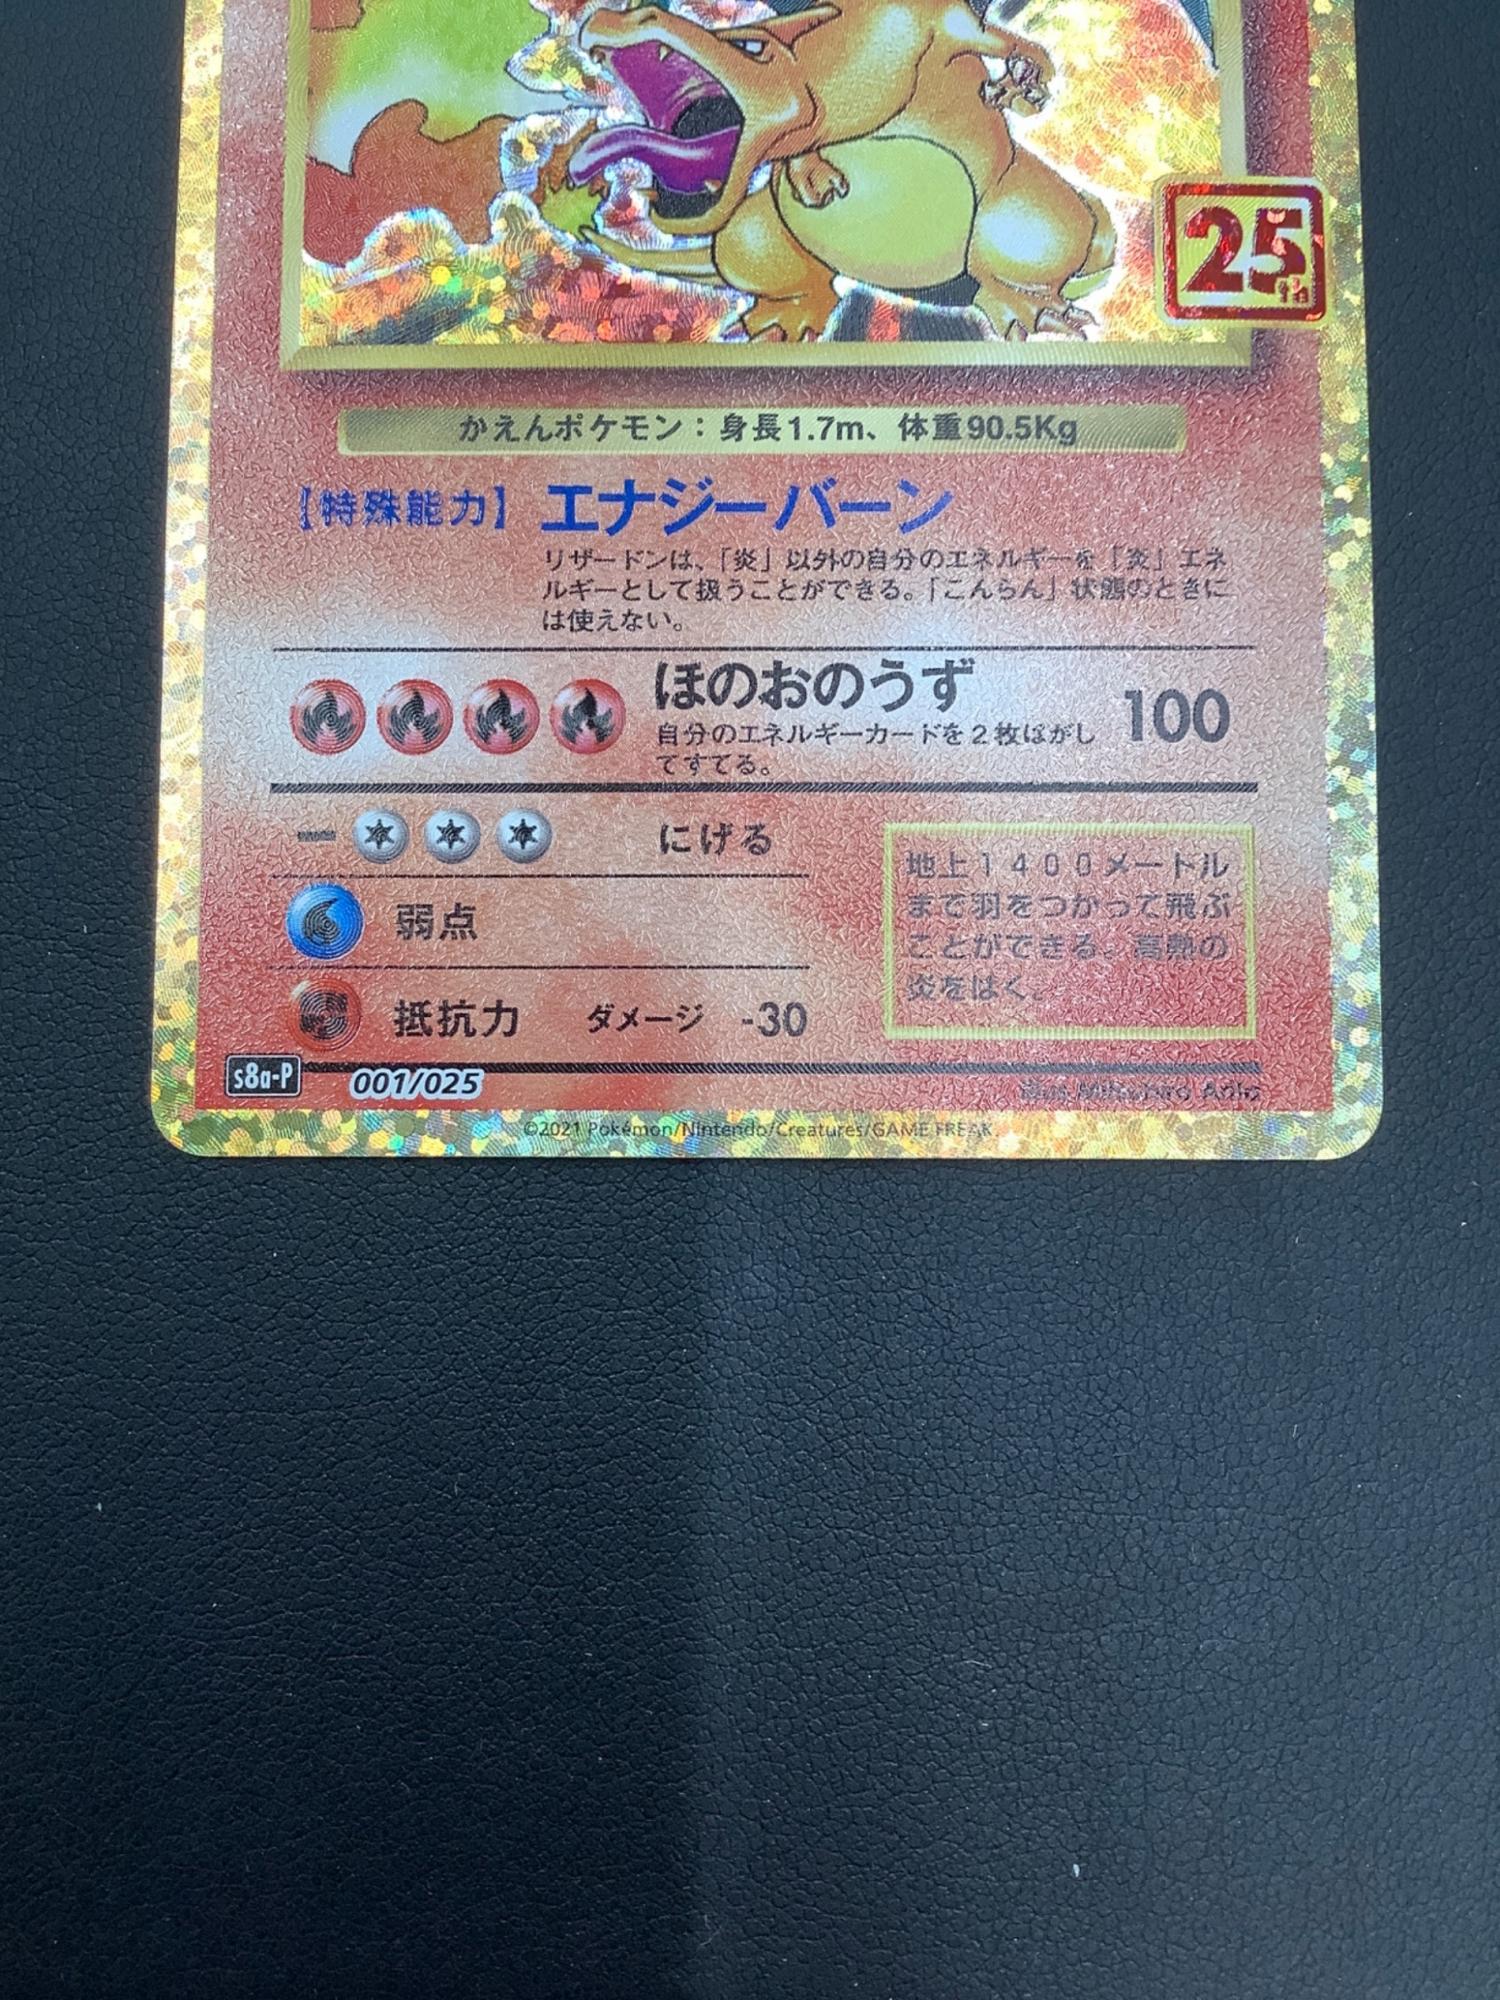 25th
かえんポケモン：身長1.7m、体重90.5Kg
【特殊能力】 エナジーバーン
リザードンは、「炎」以外の自分のエネルギーを「炎」エネ
ルギーとして扱うことができる。「こんらん」状態のときに
は使えない。
ほのおのうず 100
自分のエネルギーカードを２枚はがし
てすてる。
にげる
地上１４００メートル
まで羽をつかって飛ぶ
ことができる。高熱の
炎をはく。
弱点
抵抗力 ダメージ -30
s8a-P 001/025
Illus. Mitsuhiro Arita
©2021 Pokémon/Nintendo/Creatures/GAME FREAK.